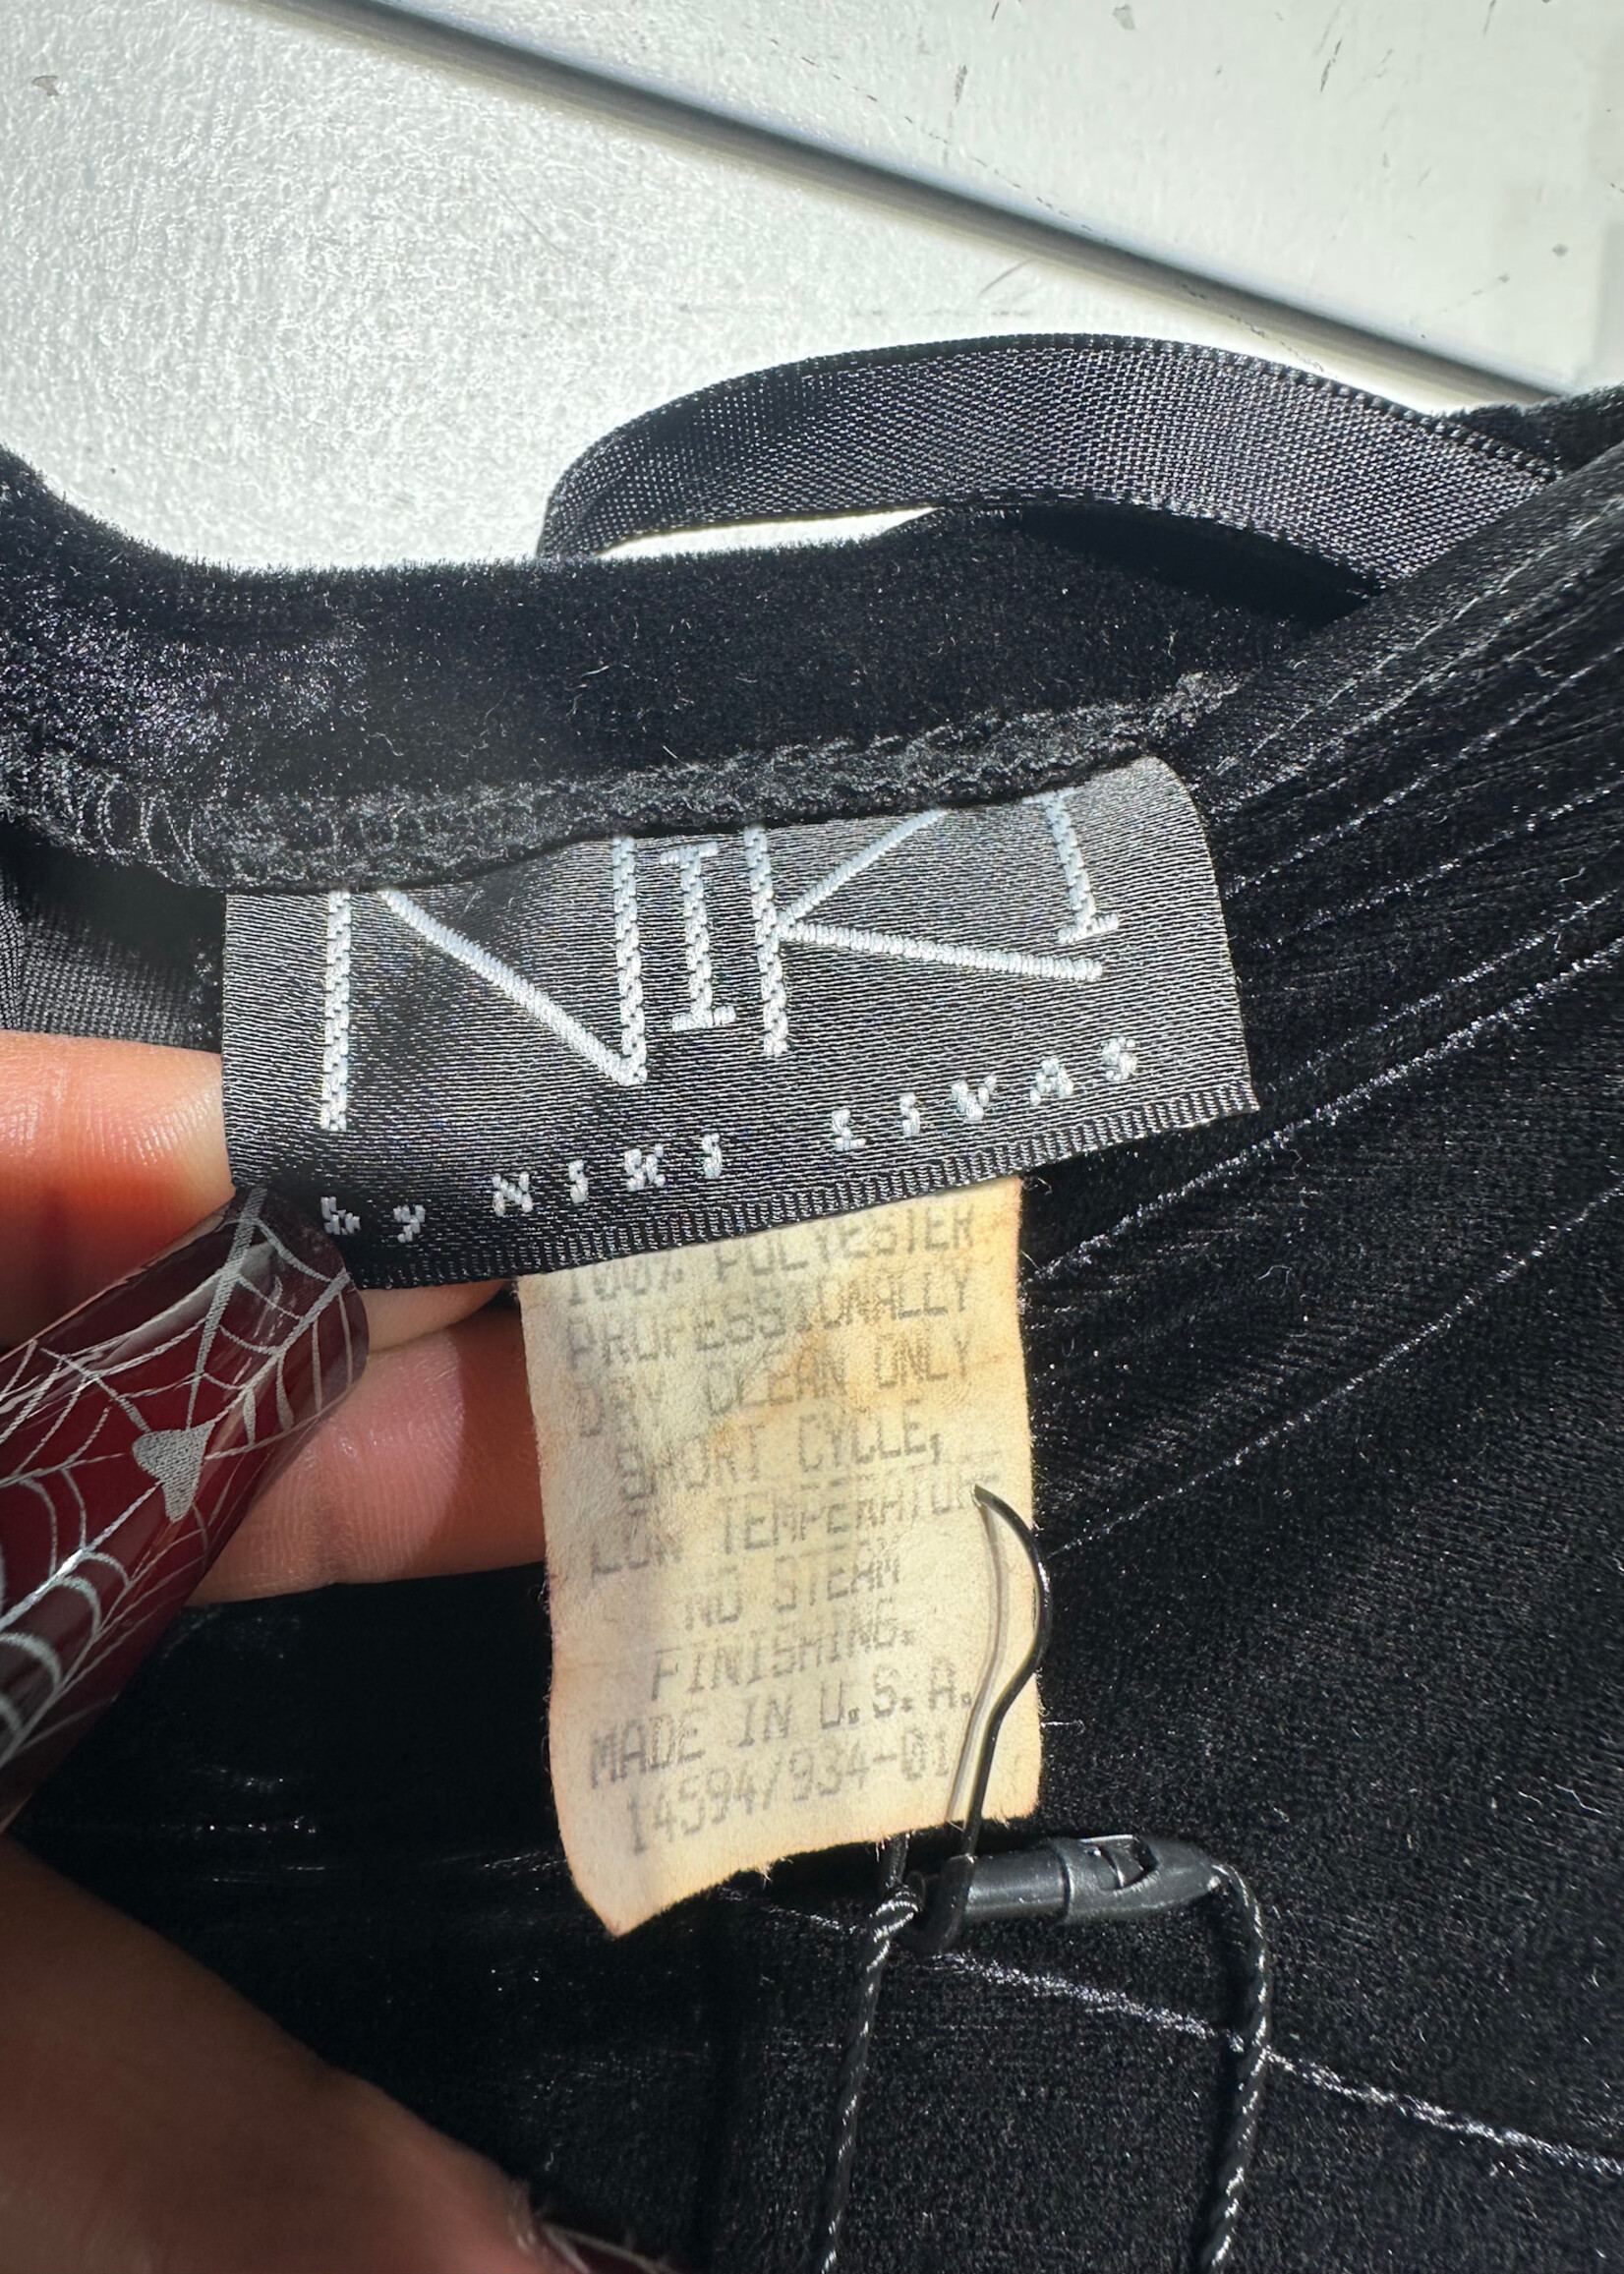 NIKI
by NIKI LIVAS
100% POLYESTER
PROFESSIONALLY
DRY CLEAN ONLY
SHORT CYCLE,
LOW TEMPERATURE
NO STEAM
FINISHING.
MADE IN U.S.A.
14594/934-01